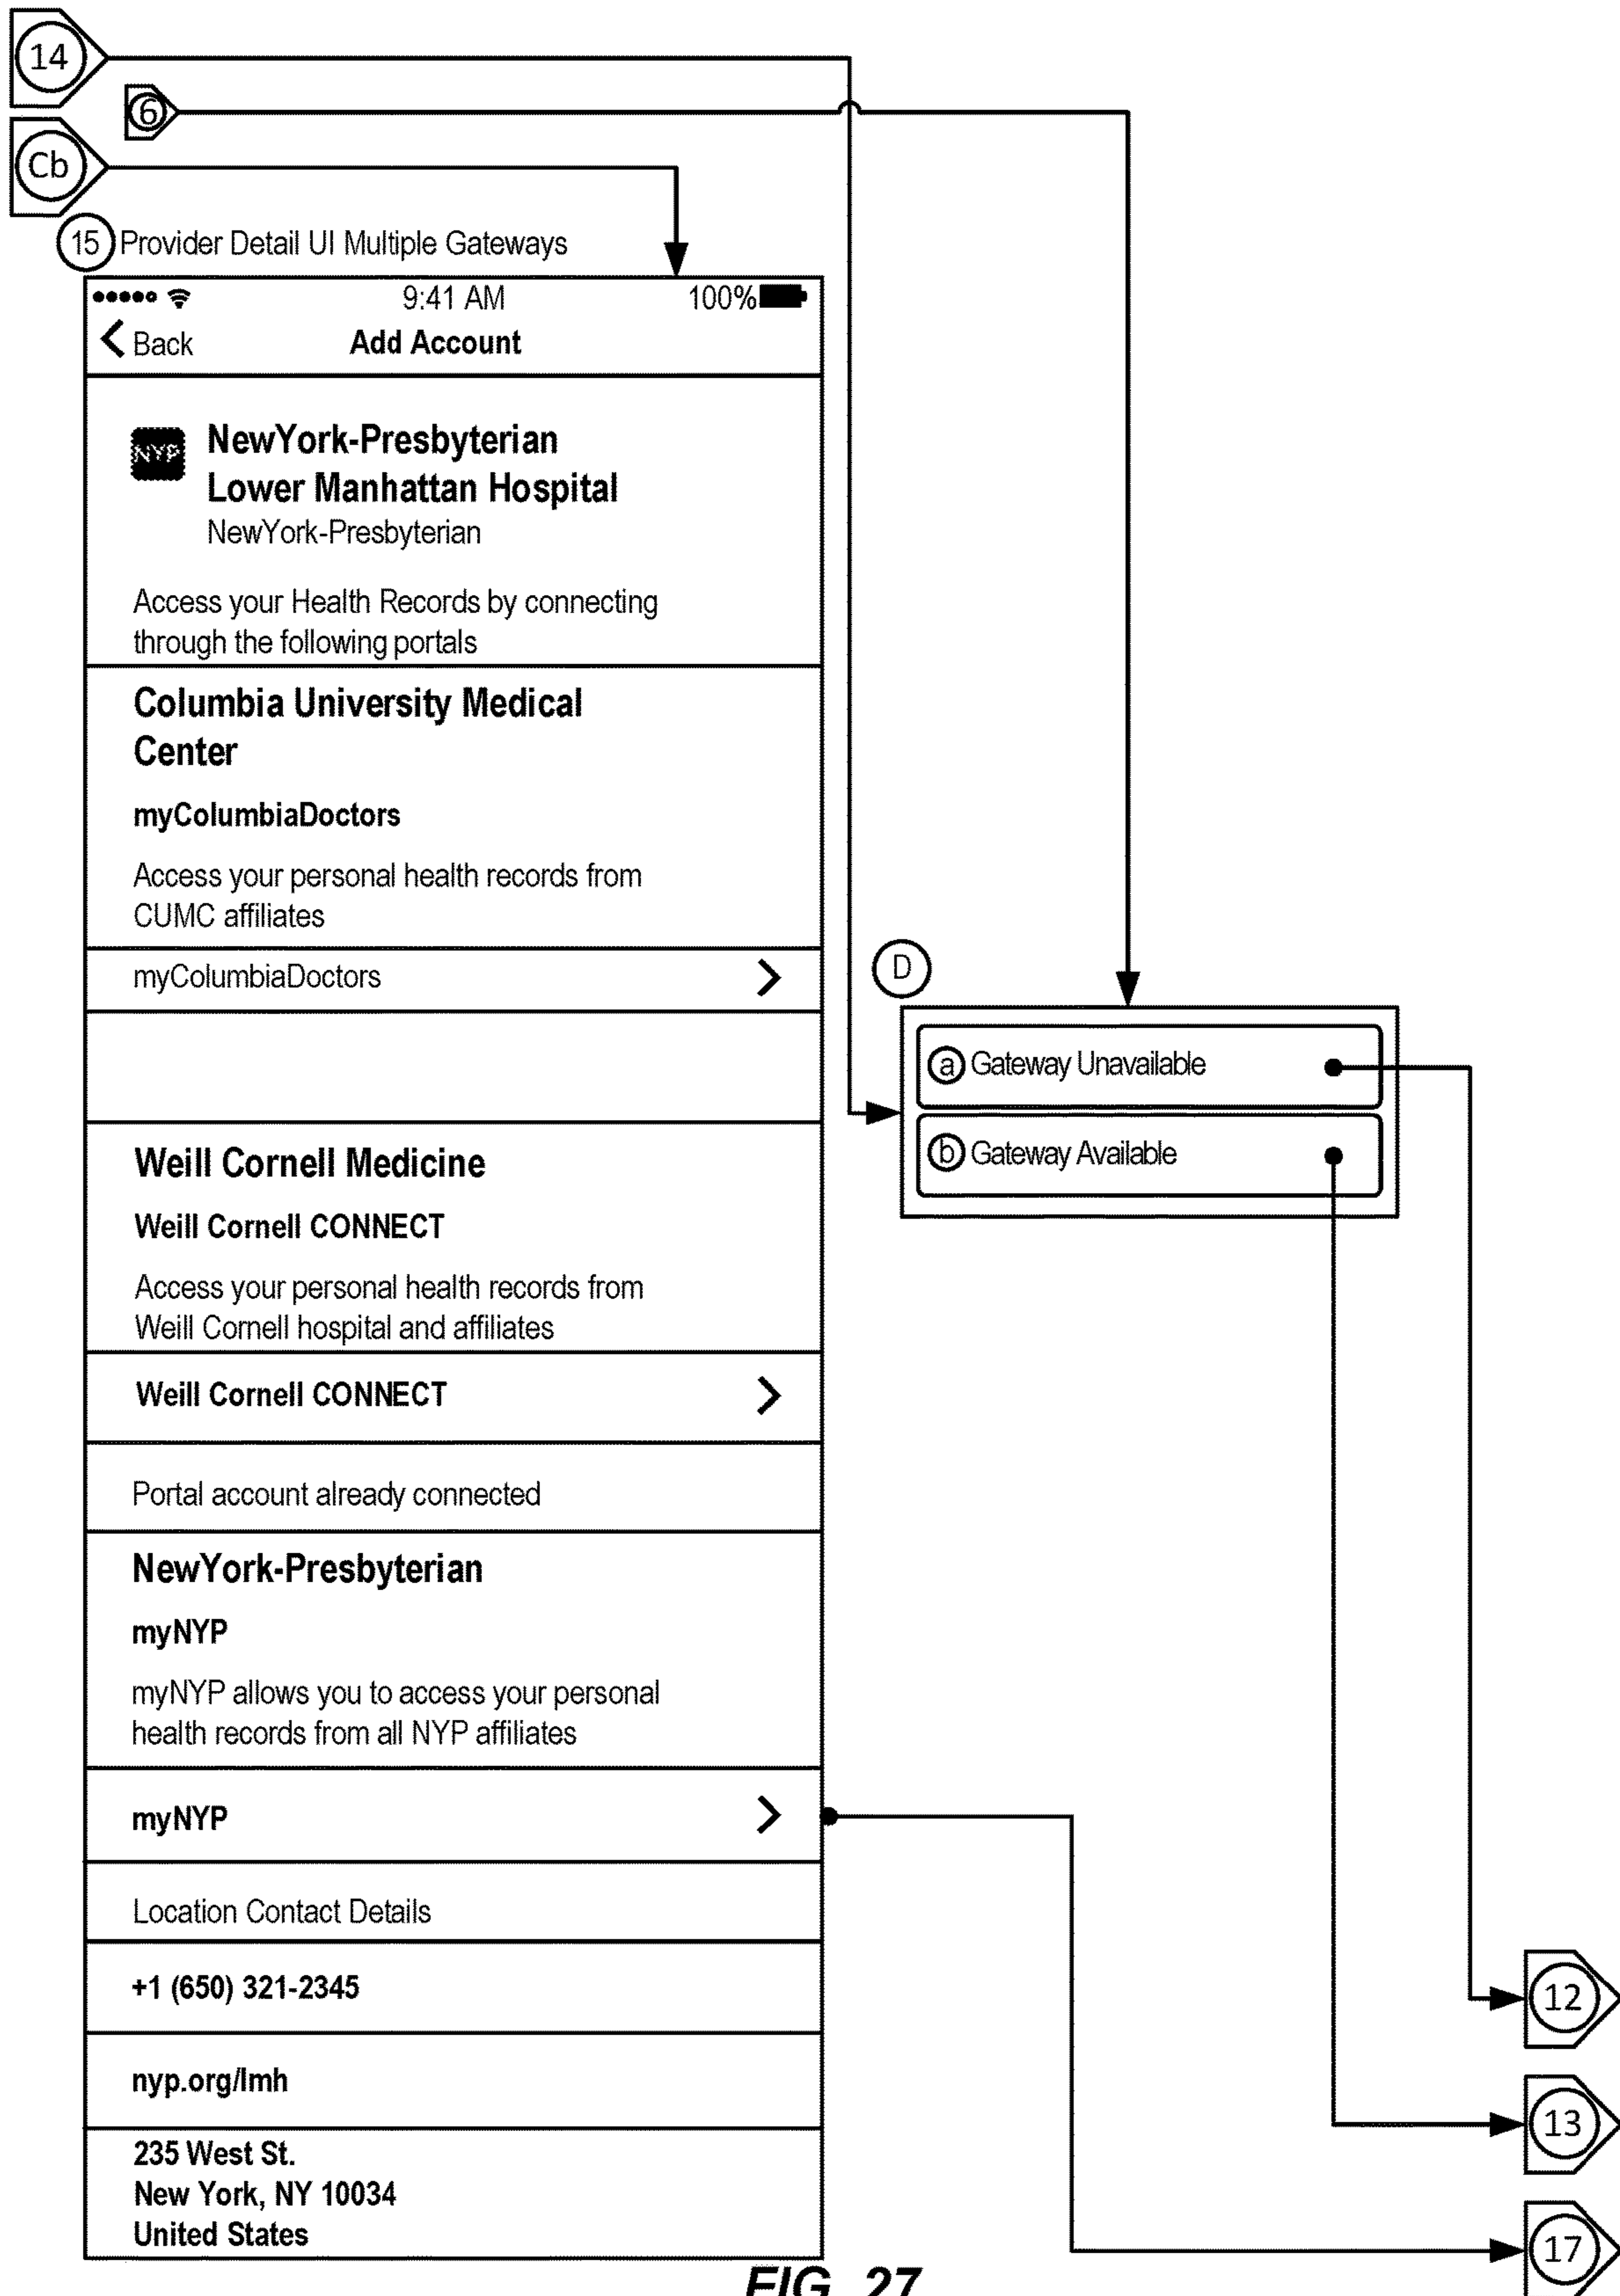 14
6
Cb
15 Provider Detail UI Multiple Gateways
9:41 AM 100%
Back Add Account
NYP
NewYork-Presbyterian
Lower Manhattan Hospital
NewYork-Presbyterian
Access your Health Records by connecting
through the following portals
Columbia University Medical
Center
myColumbiaDoctors
Access your personal health records from
CUMC affiliates
myColumbiaDoctors
D
a Gateway Unavailable
b Gateway Available
Weill Cornell Medicine
Weill Cornell CONNECT
Access your personal health records from
Weill Cornell hospital and affiliates
Weill Cornell CONNECT
Portal account already connected
NewYork-Presbyterian
myNYP
myNYP allows you to access your personal
health records from all NYP affiliates
myNYP
Location Contact Details
+1 (650) 321-2345
nyp.org/lmh
235 West St.
New York, NY 10034
United States
12
13
17
FIG. 27